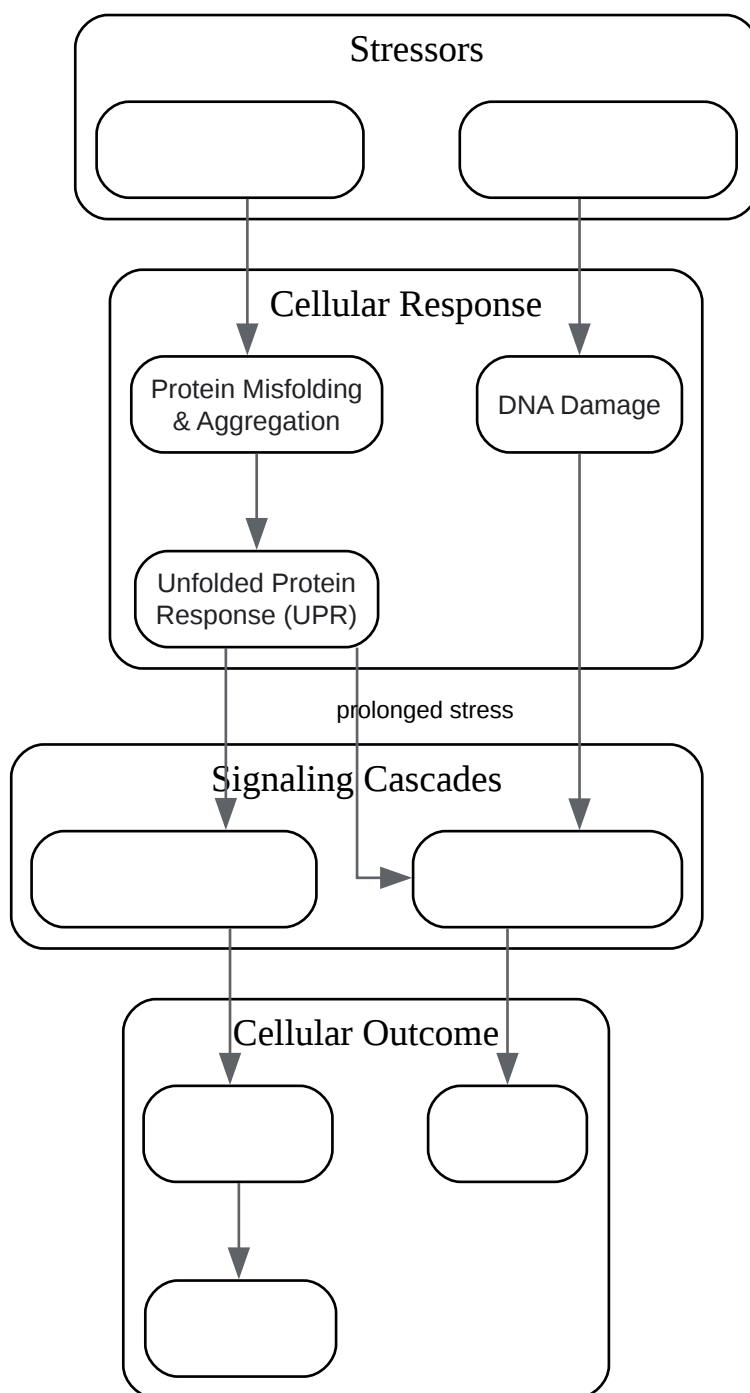 Stressors
Cellular Response
Protein Misfolding
& Aggregation
DNA Damage
Unfolded Protein
Response (UPR)
prolonged stress
Signaling Cascades
Cellular Outcome